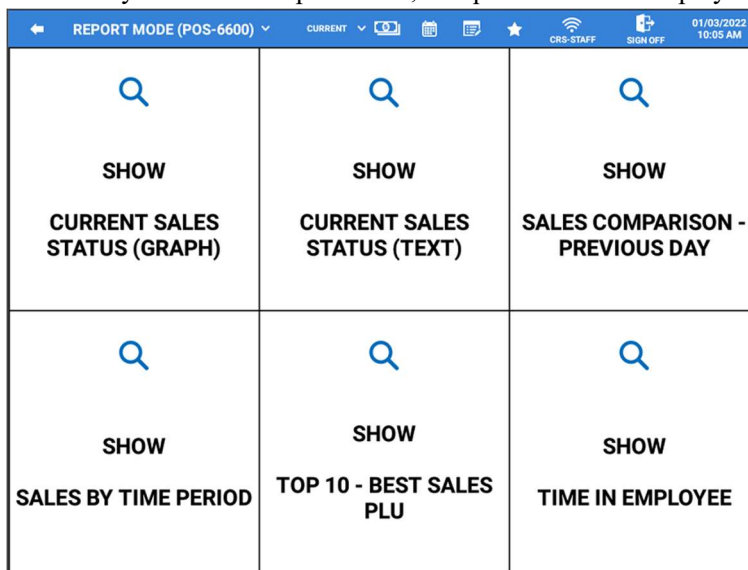 REPORT MODE (POS-6600)
CURRENT
CRS-STAFF
SIGN OFF
01/03/2022
10:05 AM
SHOW
CURRENT SALES
STATUS (GRAPH)
SHOW
CURRENT SALES
STATUS (TEXT)
SHOW
SALES COMPARISON -
PREVIOUS DAY
SHOW
SALES BY TIME PERIOD
SHOW
TOP 10 - BEST SALES
PLU
SHOW
TIME IN EMPLOYEE